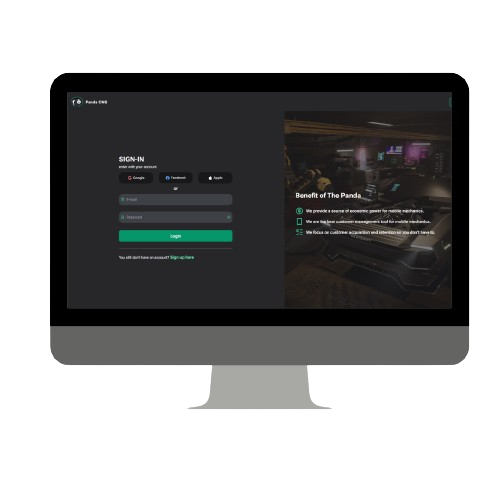 Panda CMS
SIGN-IN
enter with your account
Google
Facebook
Apple
or
E-mail
Password
Login
You still don't have an account? Sign up here
Benefit of The Panda
We provide a source of economic power for mobile mechanics.
We are the best customer management tool for mobile mechanics.
We focus on customer acquisition and retention so you don't have to.